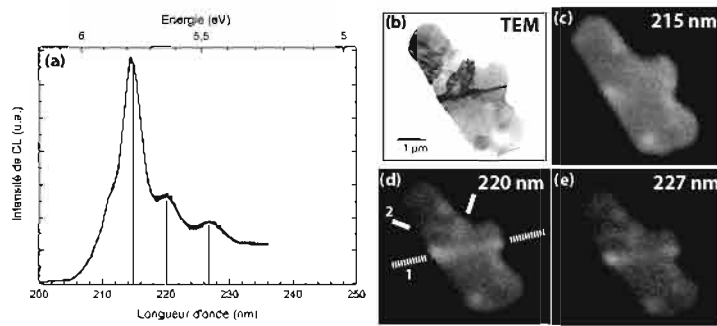 Energie (eV)
6 5,5 5
(a)
Intensité de CL (u.a.)
200 210 220 230 240 250
Longueur d'onde (nm)
(b) TEM
1 µm
(c) 215 nm
(d) 220 nm
2
1
(e) 227 nm